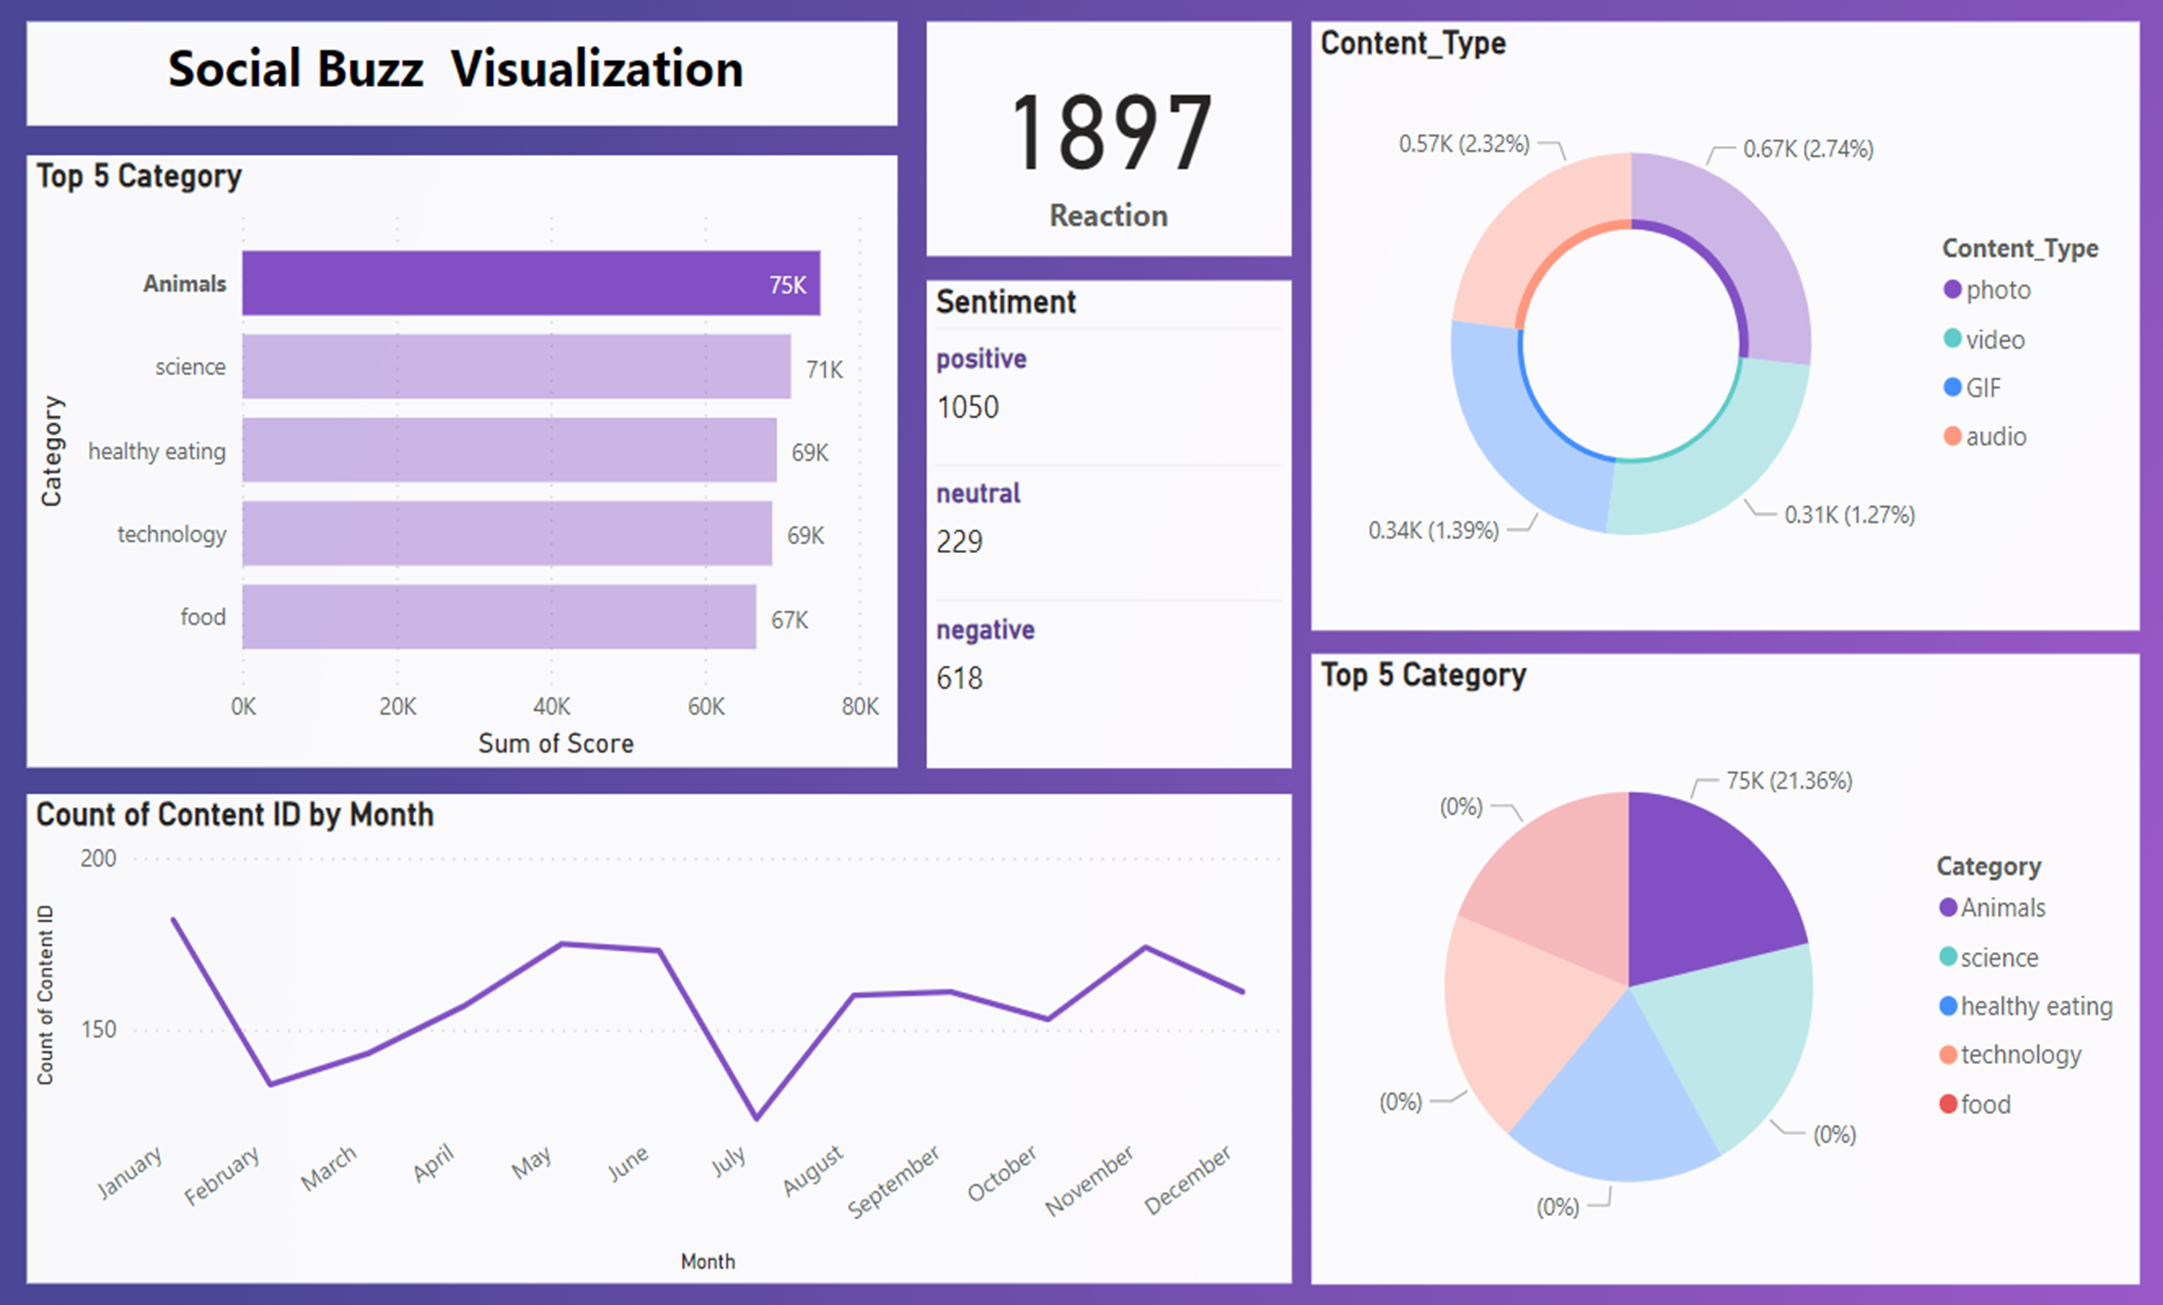 Social Buzz  Visualization
Top 5 Category
Category
Animals
75K
science
71K
healthy eating
69K
technology
69K
food
67K
0K 20K 40K 60K 80K
Sum of Score
1897
Reaction
Sentiment
positive
1050
neutral
229
negative
618
Content_Type
0.57K (2.32%)
0.67K (2.74%)
0.34K (1.39%)
0.31K (1.27%)
Content_Type
photo
video
GIF
audio
Count of Content ID by Month
Count of Content ID
200
150
January February March April May June July August September October November December
Month
Top 5 Category
75K (21.36%)
(0%)
(0%)
(0%)
(0%)
Category
Animals
science
healthy eating
technology
food